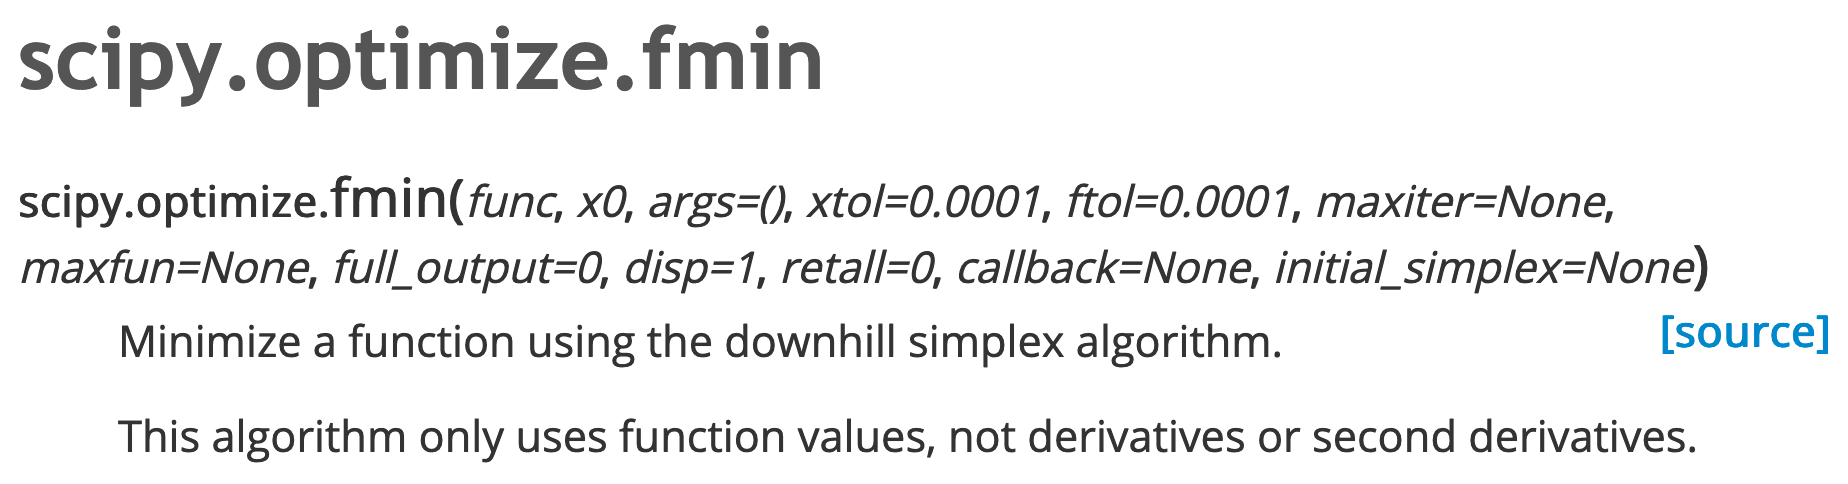 scipy.optimize.fmin
scipy.optimize.fmin(func, x0, args=(), xtol=0.0001, ftol=0.0001, maxiter=None,
maxfun=None, full_output=0, disp=1, retall=0, callback=None, initial_simplex=None)
Minimize a function using the downhill simplex algorithm. [source]
This algorithm only uses function values, not derivatives or second derivatives.